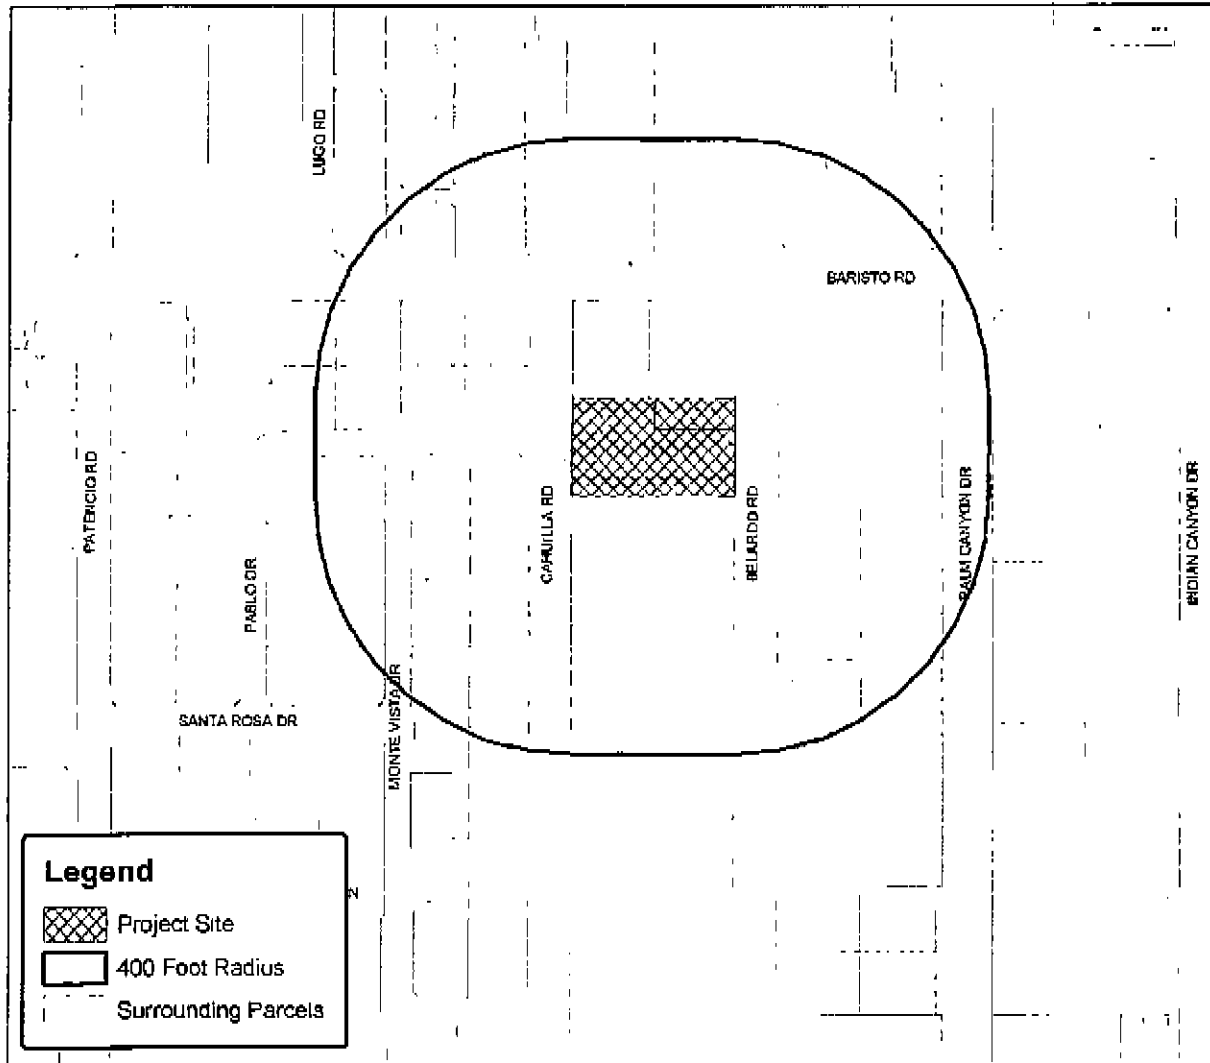 LUGO RD
BARISTO RD
PATENCIO RD
PABLO DR
CAHUILLA RD
BELARDO RD
PALM CANYON DR
INDIAN CANYON DR
SANTA ROSA DR
MONTE VISTA DR
Legend
Project Site
400 Foot Radius
Surrounding Parcels